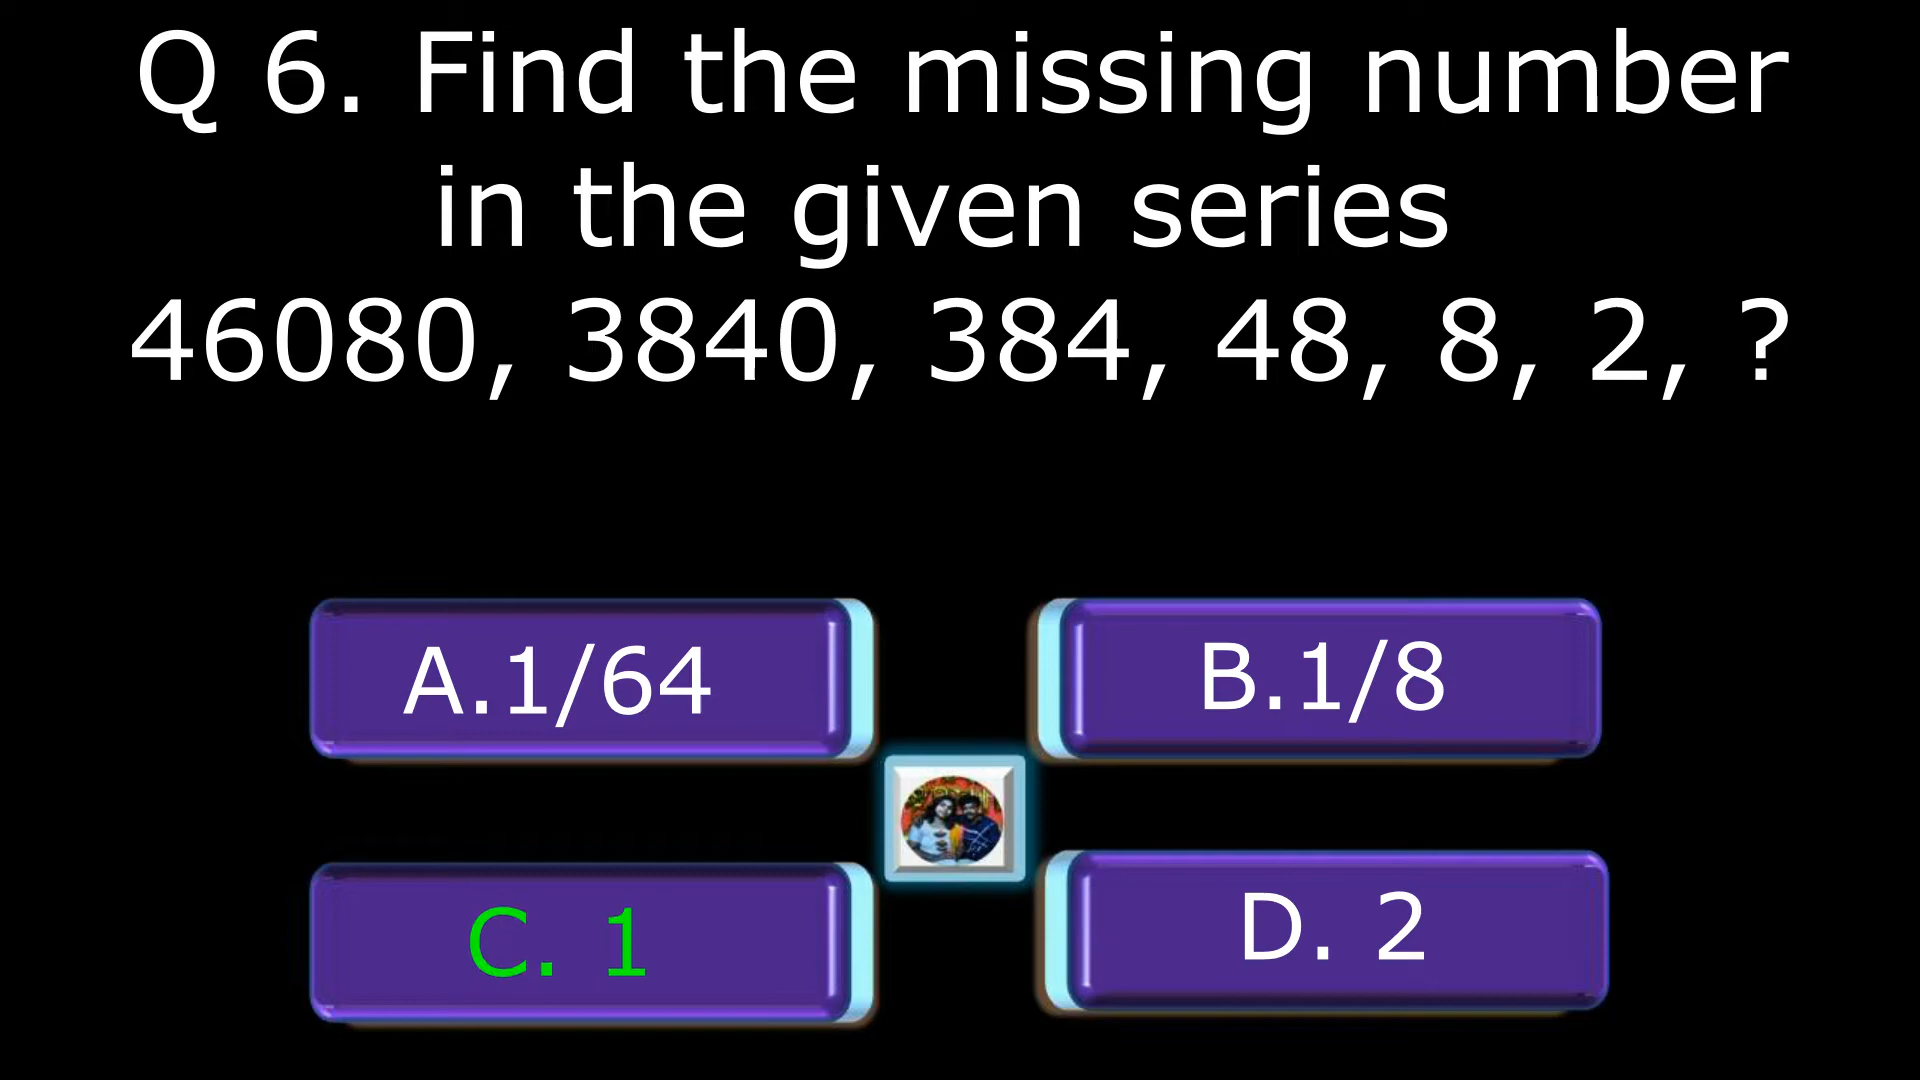 Q 6. Find the missing number
in the given series
46080, 3840, 384, 48, 8, 2, ?
A.1/64
B.1/8
C. 1
D. 2